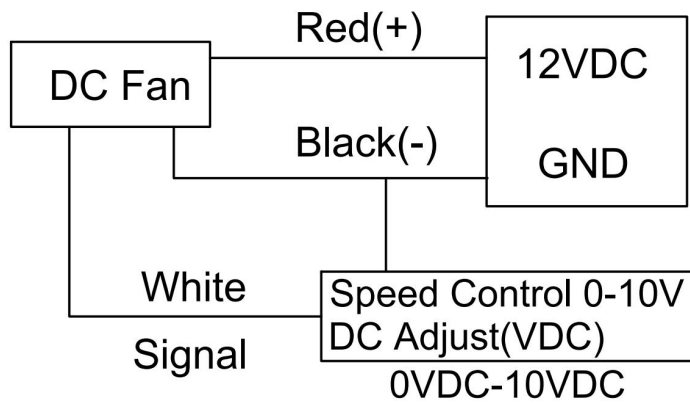 Red(+)
DC Fan
12VDC
Black(-)
GND
White
Signal
Speed Control 0-10V
DC Adjust(VDC)
0VDC-10VDC